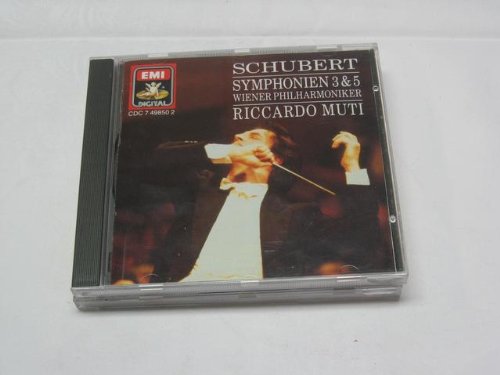 SCHUBERT
EMI
DIGITAL
CDC 7 49850 2
SYMPHONIEN 3 & 5
WIENER PHILHARMONIKER
RICCARDO MUTI